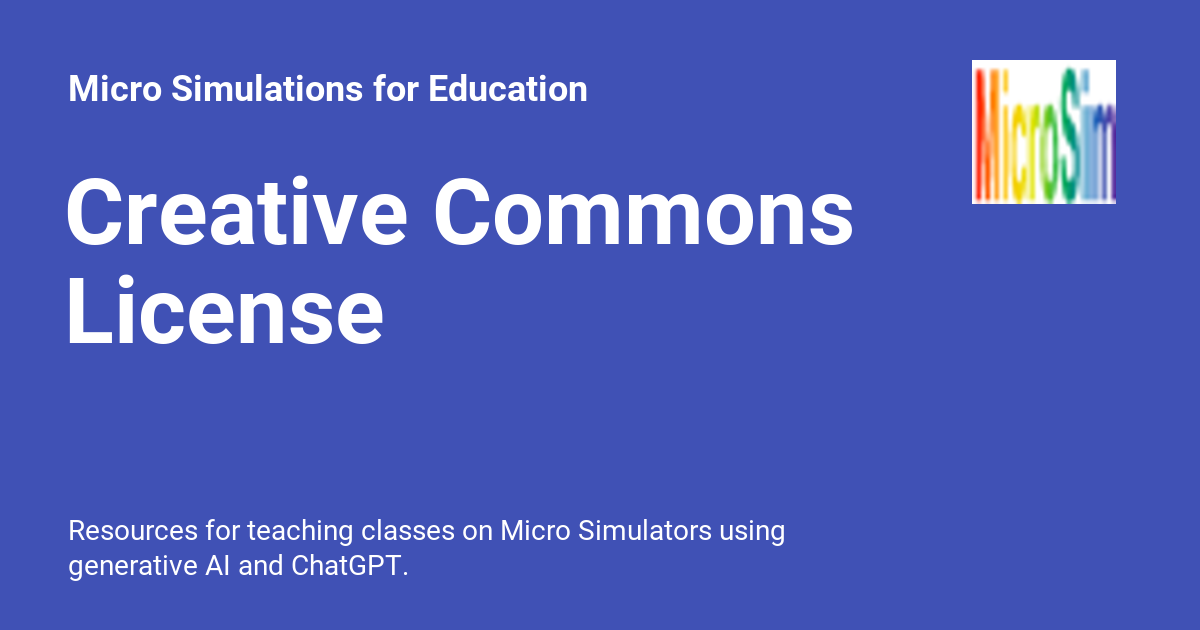 Micro Simulations for Education
MicroSim
Creative Commons
License
Resources for teaching classes on Micro Simulators using
generative AI and ChatGPT.